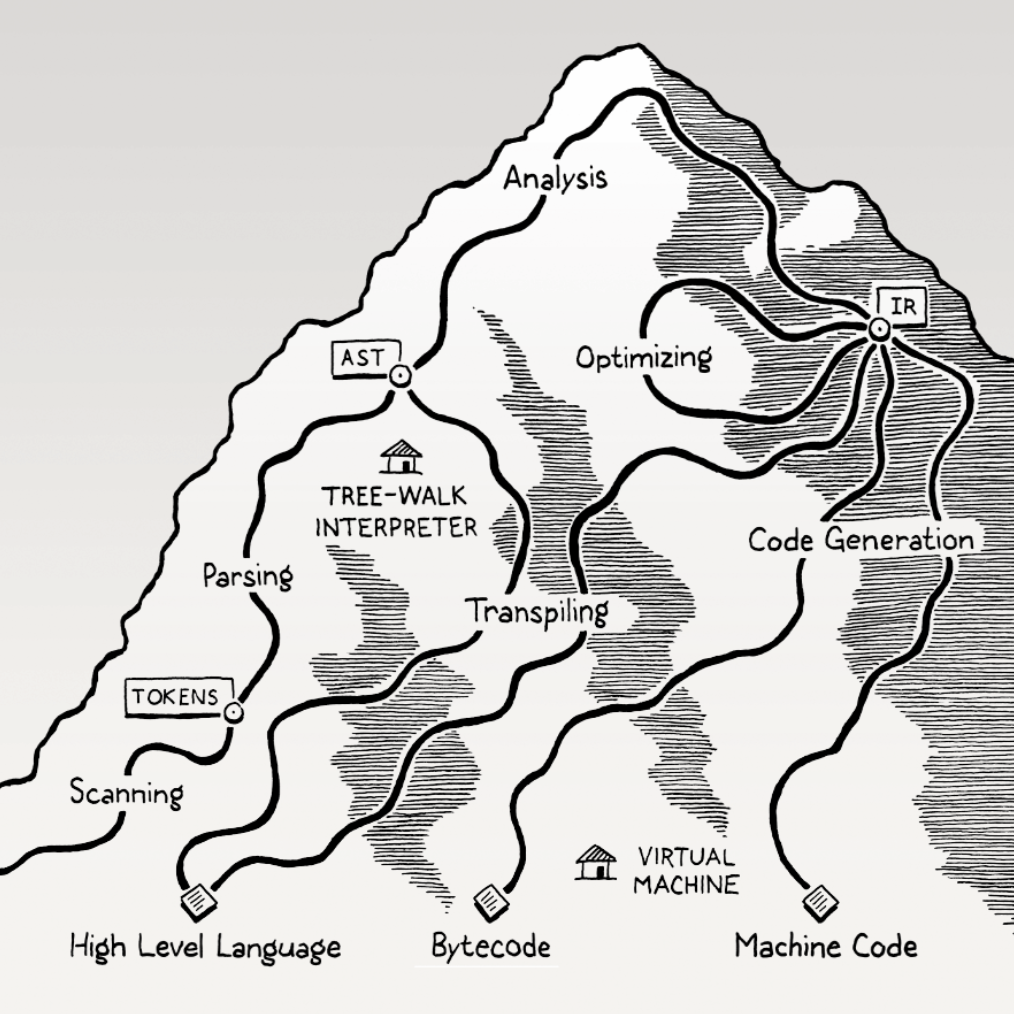 Analysis
IR
AST
Optimizing
TREE-WALK
INTERPRETER
Code Generation
Parsing
Transpiling
TOKENS
Scanning
VIRTUAL
MACHINE
High Level Language
Bytecode
Machine Code